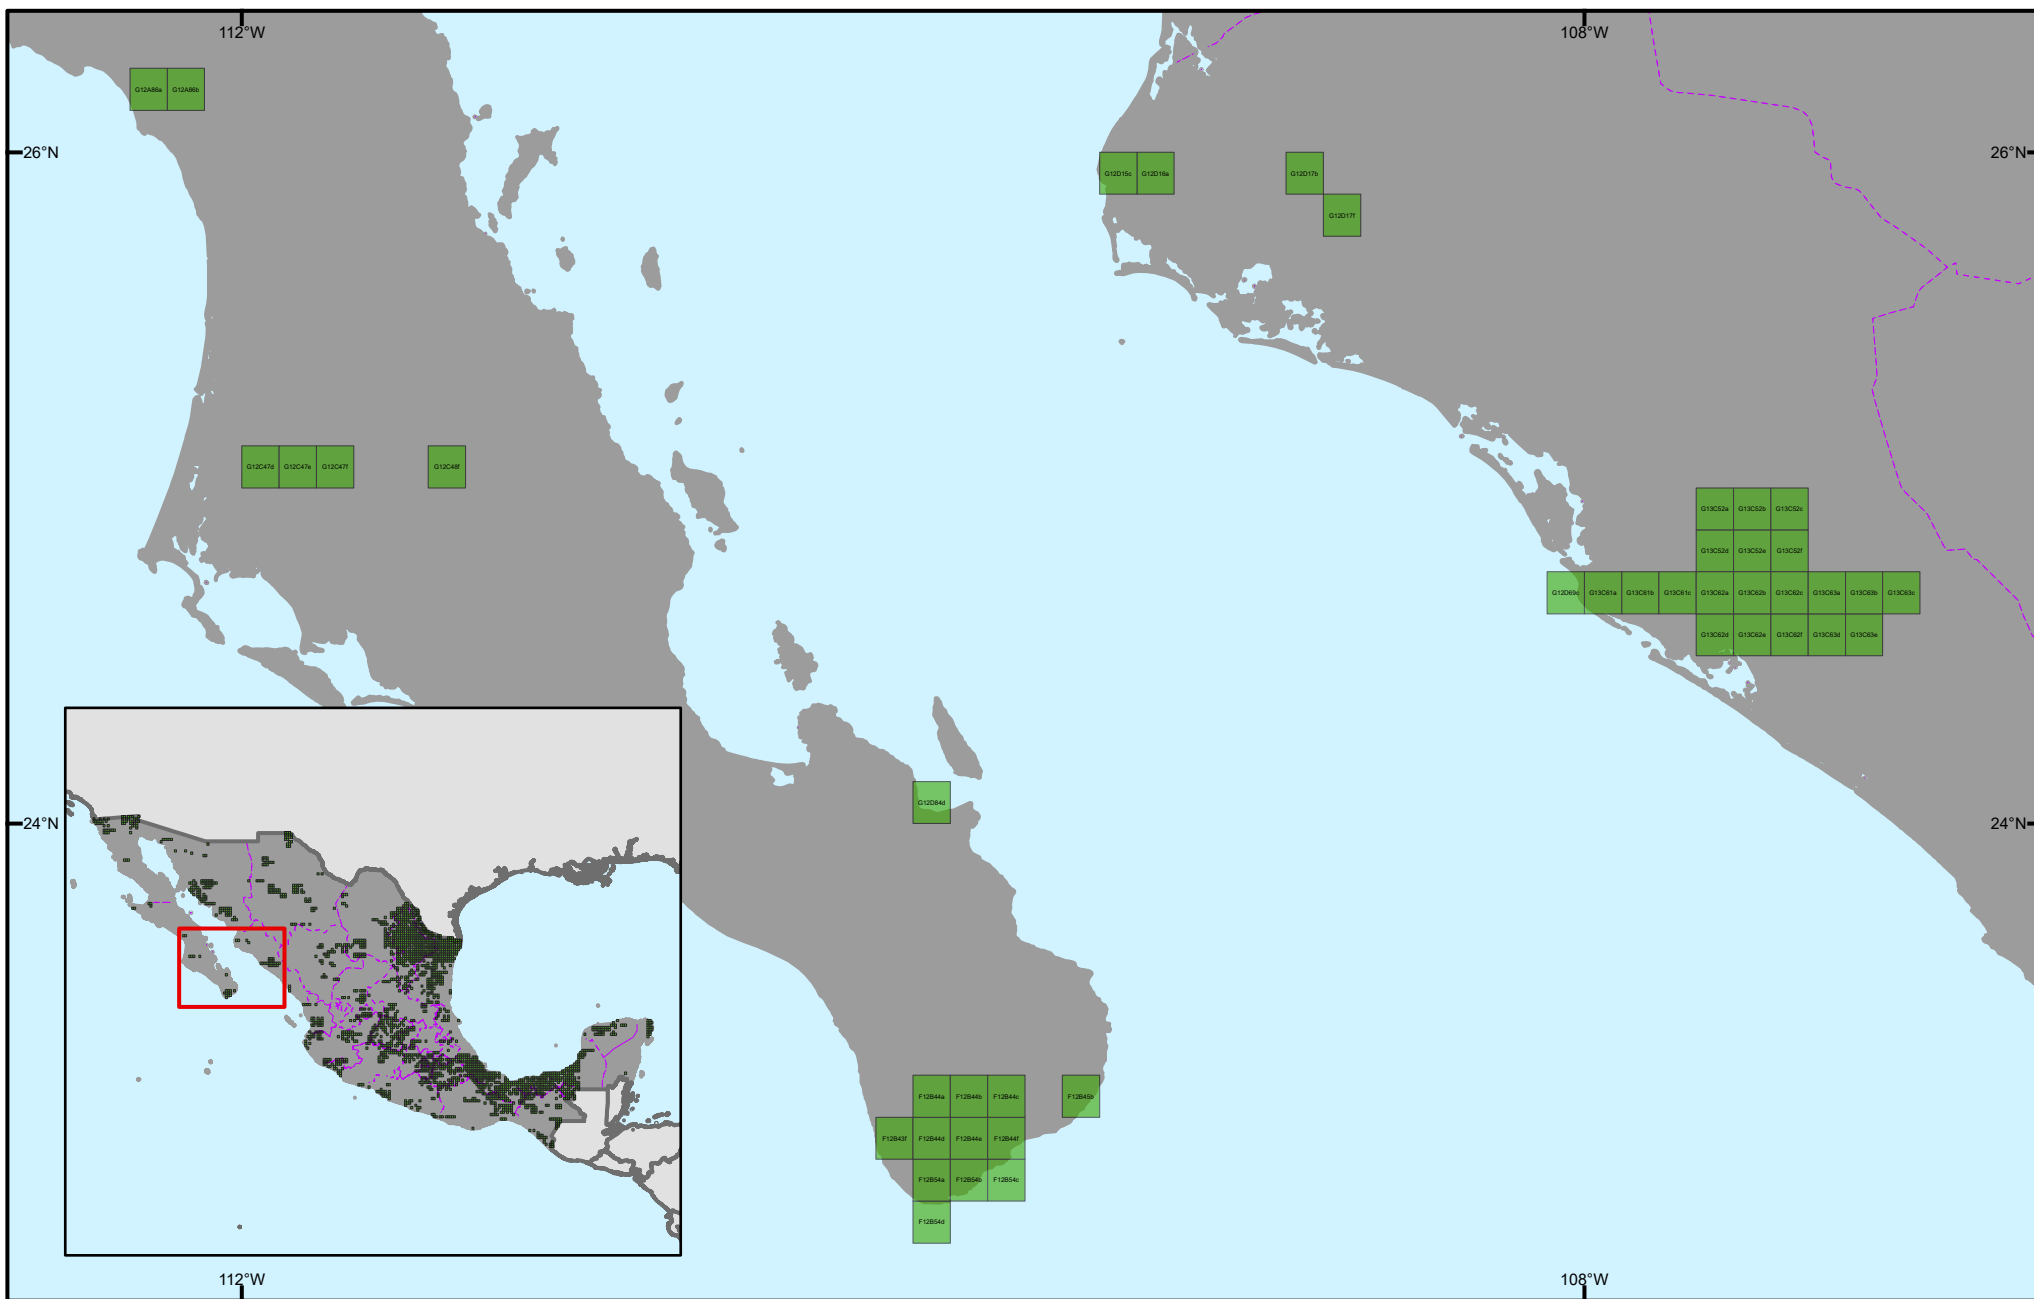 112°W 108°W
G12A86a G12A86b
26°N 26°N
G12D15c G12D16a G12D17b
G12D17f
G12C47d G12C47e G12C47f G12C48f
G13C52a G13C52b G13C52c
G13C52d G13C52e G13C52f
G12D69c G13C61a G13C61b G13C61c G13C62a G13C62b G13C62c G13C63a G13C63b G13C63c
G13C62d G13C62e G13C62f G13C63d G13C63e
G12D84d
24°N 24°N
F12B44a F12B44b F12B44c F12B45b
F12B43f F12B44d F12B44e F12B44f
F12B54a F12B54b F12B54c
F12B54d
112°W 108°W